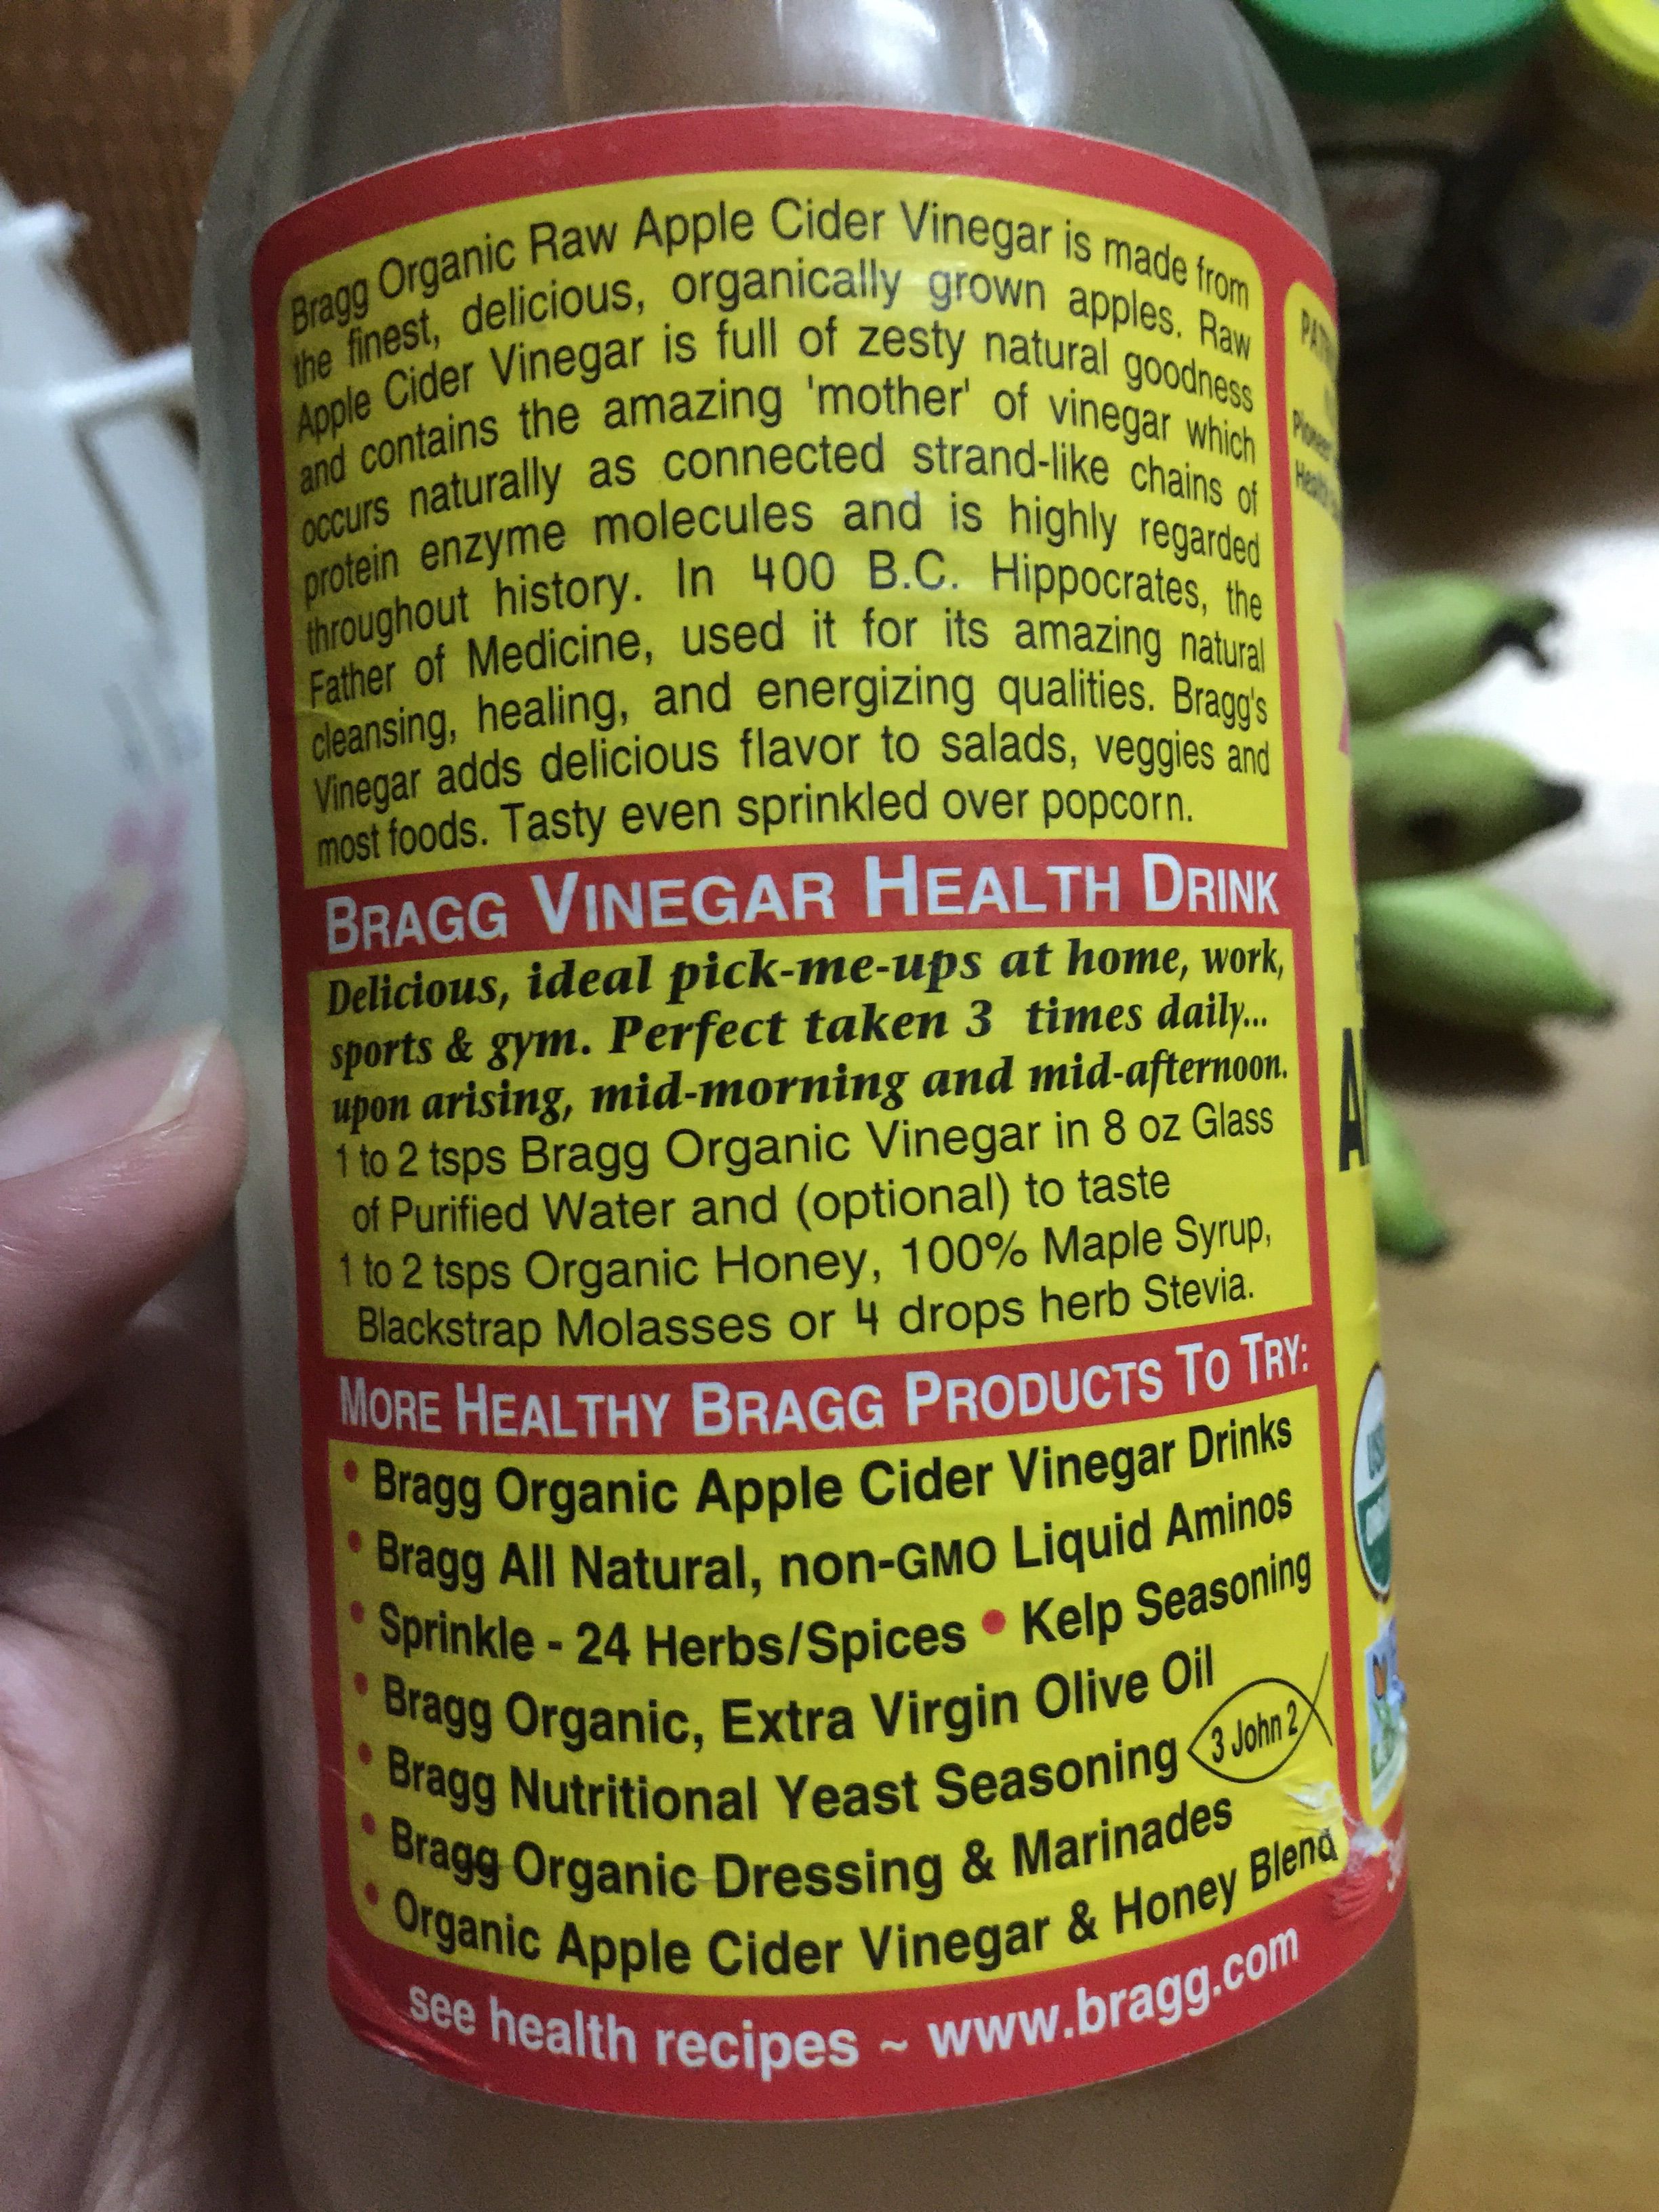 Bragg Organic Raw Apple Cider Vinegar is made from
the finest, delicious, organically grown apples. Raw
Apple Cider Vinegar is full of zesty natural goodness
and contains the amazing 'mother' of vinegar which
occurs naturally as connected strand-like chains of
protein enzyme molecules and is highly regarded
throughout history. In 400 B.C. Hippocrates, the
Father of Medicine, used it for its amazing natural
cleansing, healing, and energizing qualities. Bragg's
Vinegar adds delicious flavor to salads, veggies and
most foods. Tasty even sprinkled over popcorn.
BRAGG VINEGAR HEALTH DRINK
Delicious, ideal pick-me-ups at home, work,
sports & gym. Perfect taken 3 times daily...
upon arising, mid-morning and mid-afternoon.
1 to 2 tsps Bragg Organic Vinegar in 8 oz Glass
of Purified Water and (optional) to taste
1 to 2 tsps Organic Honey, 100% Maple Syrup,
Blackstrap Molasses or 4 drops herb Stevia.
MORE HEALTHY BRAGG PRODUCTS TO TRY:
• Bragg Organic Apple Cider Vinegar Drinks
• Bragg All Natural, non-GMO Liquid Aminos
• Sprinkle - 24 Herbs/Spices • Kelp Seasoning
• Bragg Organic, Extra Virgin Olive Oil
• Bragg Nutritional Yeast Seasoning 3 John 2
• Bragg Organic Dressing & Marinades
• Organic Apple Cider Vinegar & Honey Blend
see health recipes ~ www.bragg.com